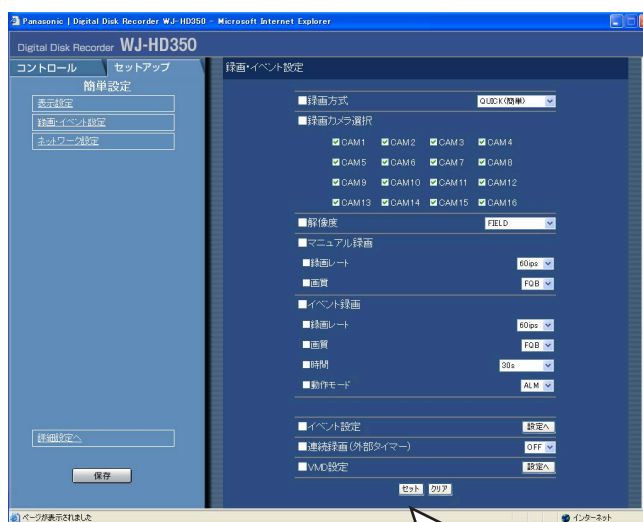 Panasonic | Digital Disk Recorder WJ-HD350 - Microsoft Internet Explorer
Digital Disk Recorder WJ-HD350
コントロール セットアップ
簡単設定
表示設定
録画・イベント設定
ネットワーク設定
詳細設定へ
保存
録画・イベント設定
■録画方式 QUICK(簡単)
■録画カメラ選択
CAM1 CAM2 CAM3 CAM4
CAM5 CAM6 CAM7 CAM8
CAM9 CAM10 CAM11 CAM12
CAM13 CAM14 CAM15 CAM16
■解像度 FIELD
■マニュアル録画
■録画レート 60ips
■画質 FQB
■イベント録画
■録画レート 60ips
■画質 FQB
■時間 30s
■動作モード ALM
■イベント設定 設定へ
■連続録画(外部タイマー) OFF
■VMD設定 設定へ
セット クリア
ページが表示されました インターネット